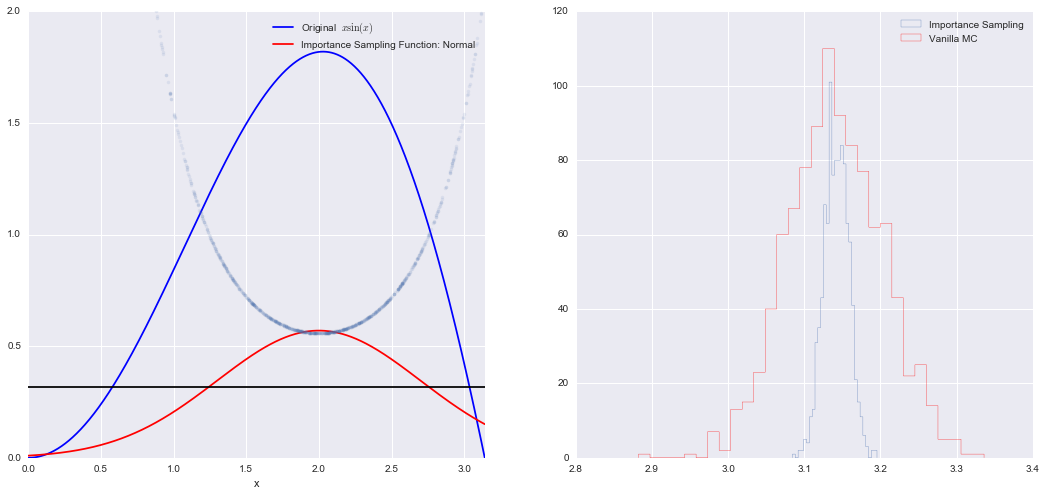 2.0
Original xsin(x)
Importance Sampling Function: Normal
1.5
1.0
0.5
0.0
0.0 0.5 1.0 1.5 2.0 2.5 3.0
x
120
Importance Sampling
Vanilla MC
100
80
60
40
20
0
2.8 2.9 3.0 3.1 3.2 3.3 3.4